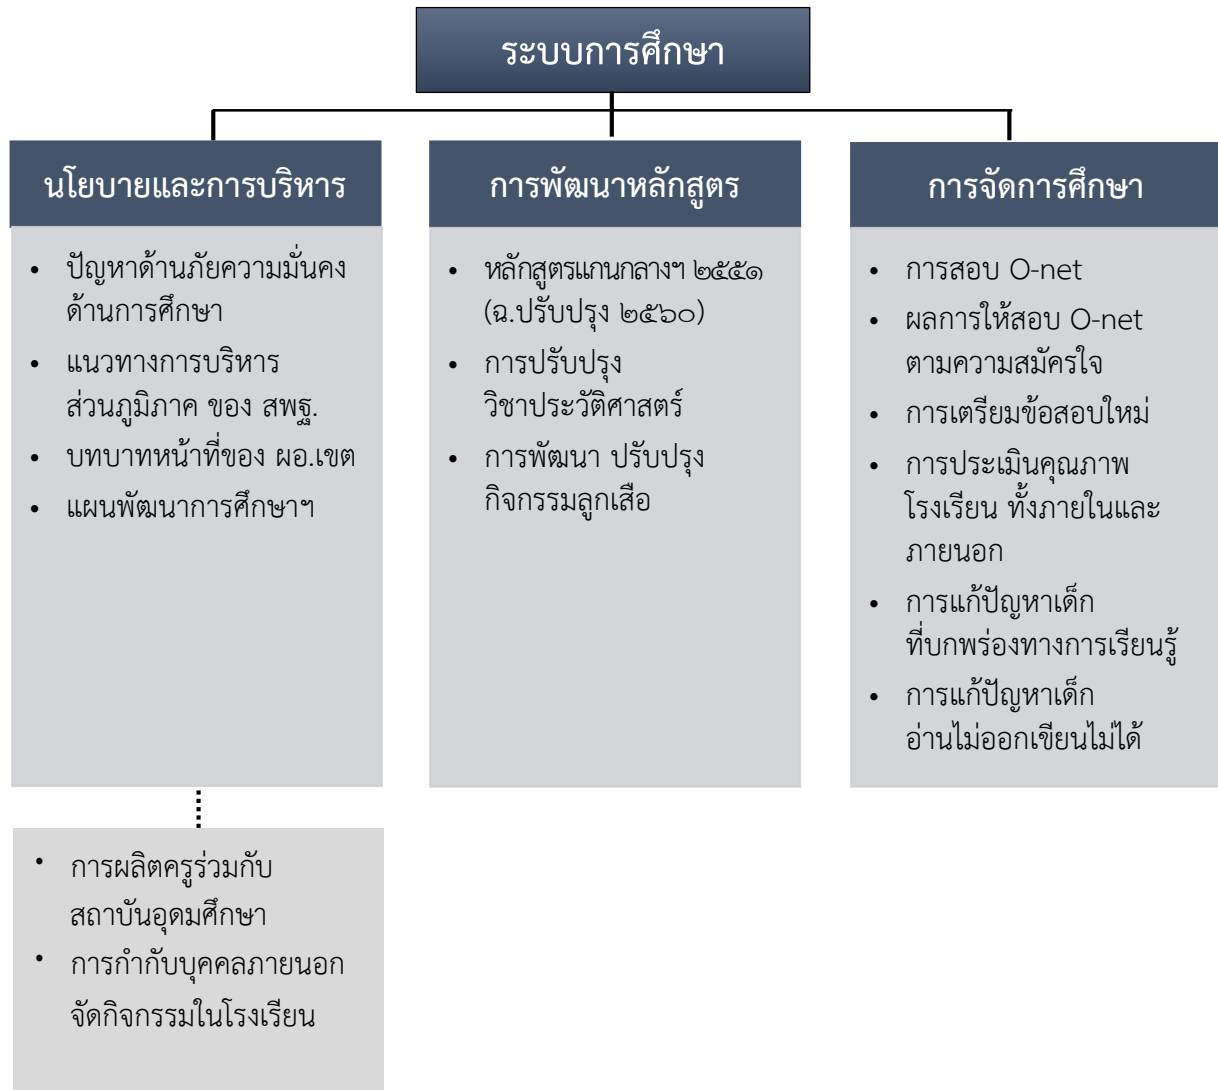 ระบบการศึกษา
นโยบายและการบริหาร
• ปัญหาด้านภัยความมั่นคง
ด้านการศึกษา
• แนวทางการบริหาร
ส่วนภูมิภาค ของ สพฐ.
• บทบาทหน้าที่ของ ผอ.เขต
• แผนพัฒนาการศึกษาฯ
• การผลิตครูร่วมกับ
สถาบันอุดมศึกษา
• การกำกับบุคคลภายนอก
จัดกิจกรรมในโรงเรียน
การพัฒนาหลักสูตร
• หลักสูตรแกนกลางฯ ๒๕๕๑
(ฉ.ปรับปรุง ๒๕๖๐)
• การปรับปรุง
วิชาประวัติศาสตร์
• การพัฒนา ปรับปรุง
กิจกรรมลูกเสือ
การจัดการศึกษา
• การสอบ O-net
• ผลการให้สอบ O-net
ตามความสมัครใจ
• การเตรียมข้อสอบใหม่
• การประเมินคุณภาพ
โรงเรียน ทั้งภายในและ
ภายนอก
• การแก้ปัญหาเด็ก
ที่บกพร่องทางการเรียนรู้
• การแก้ปัญหาเด็ก
อ่านไม่ออกเขียนไม่ได้